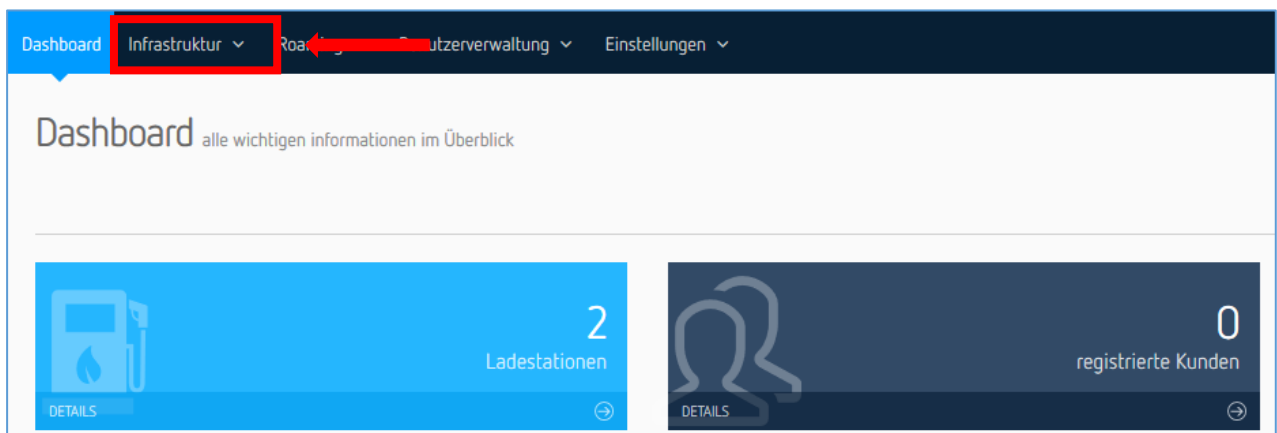 Dashboard Infrastruktur Einstellungen
Dashboard alle wichtigen informationen im Überblick
2
Ladestationen
DETAILS
0
registrierte Kunden
DETAILS